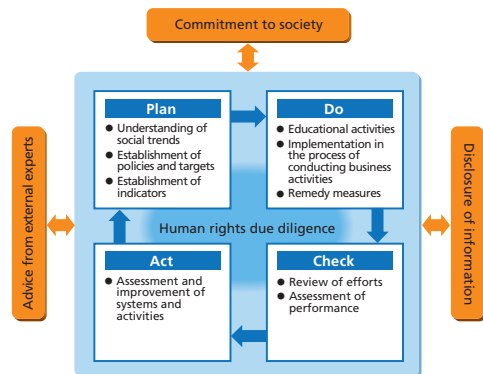 Commitment to society
Advice from external experts
Plan
● Understanding of
social trends
● Establishment of
policies and targets
● Establishment of
indicators
Do
● Educational activities
● Implementation in
the process of
conducting business
activities
● Remedy measures
Human rights due diligence
Act
● Assessment and
improvement of
systems and
activities
Check
● Review of efforts
● Assessment of
performance
Disclosure of information